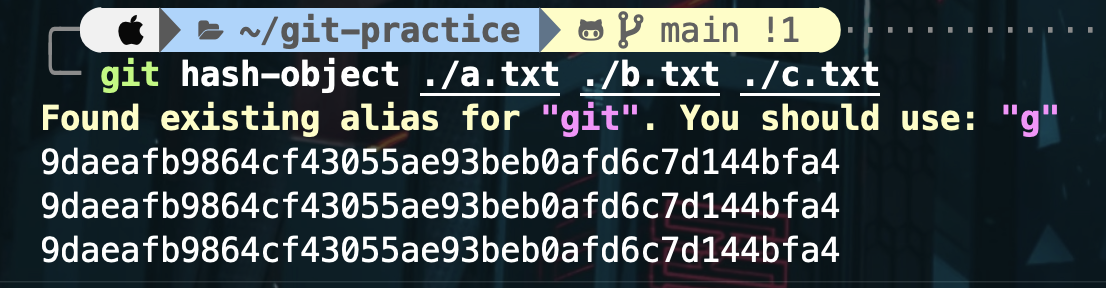 ~/git-practice main !1
git hash-object ./a.txt ./b.txt ./c.txt
Found existing alias for "git". You should use: "g"
9daeafb9864cf43055ae93beb0afd6c7d144bfa4
9daeafb9864cf43055ae93beb0afd6c7d144bfa4
9daeafb9864cf43055ae93beb0afd6c7d144bfa4